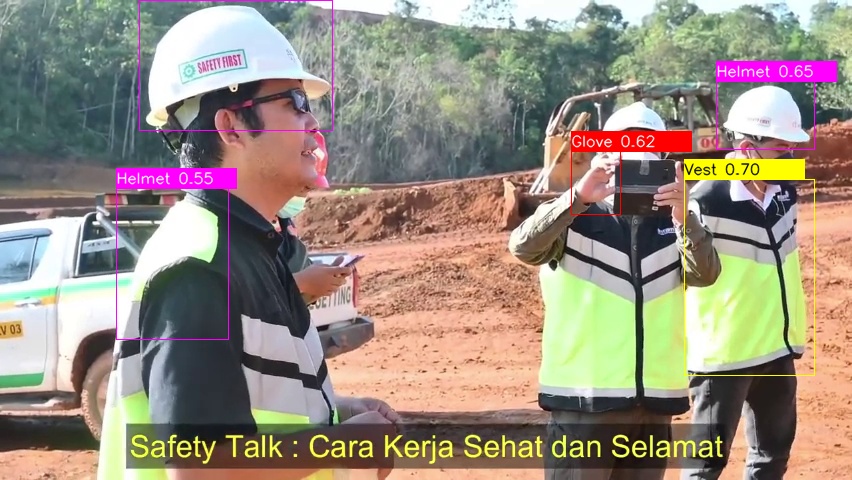 SAFETY FIRST
Helmet 0.65
Glove 0.62
Vest 0.70
Helmet 0.55
V 03
Safety Talk : Cara Kerja Sehat dan Selamat